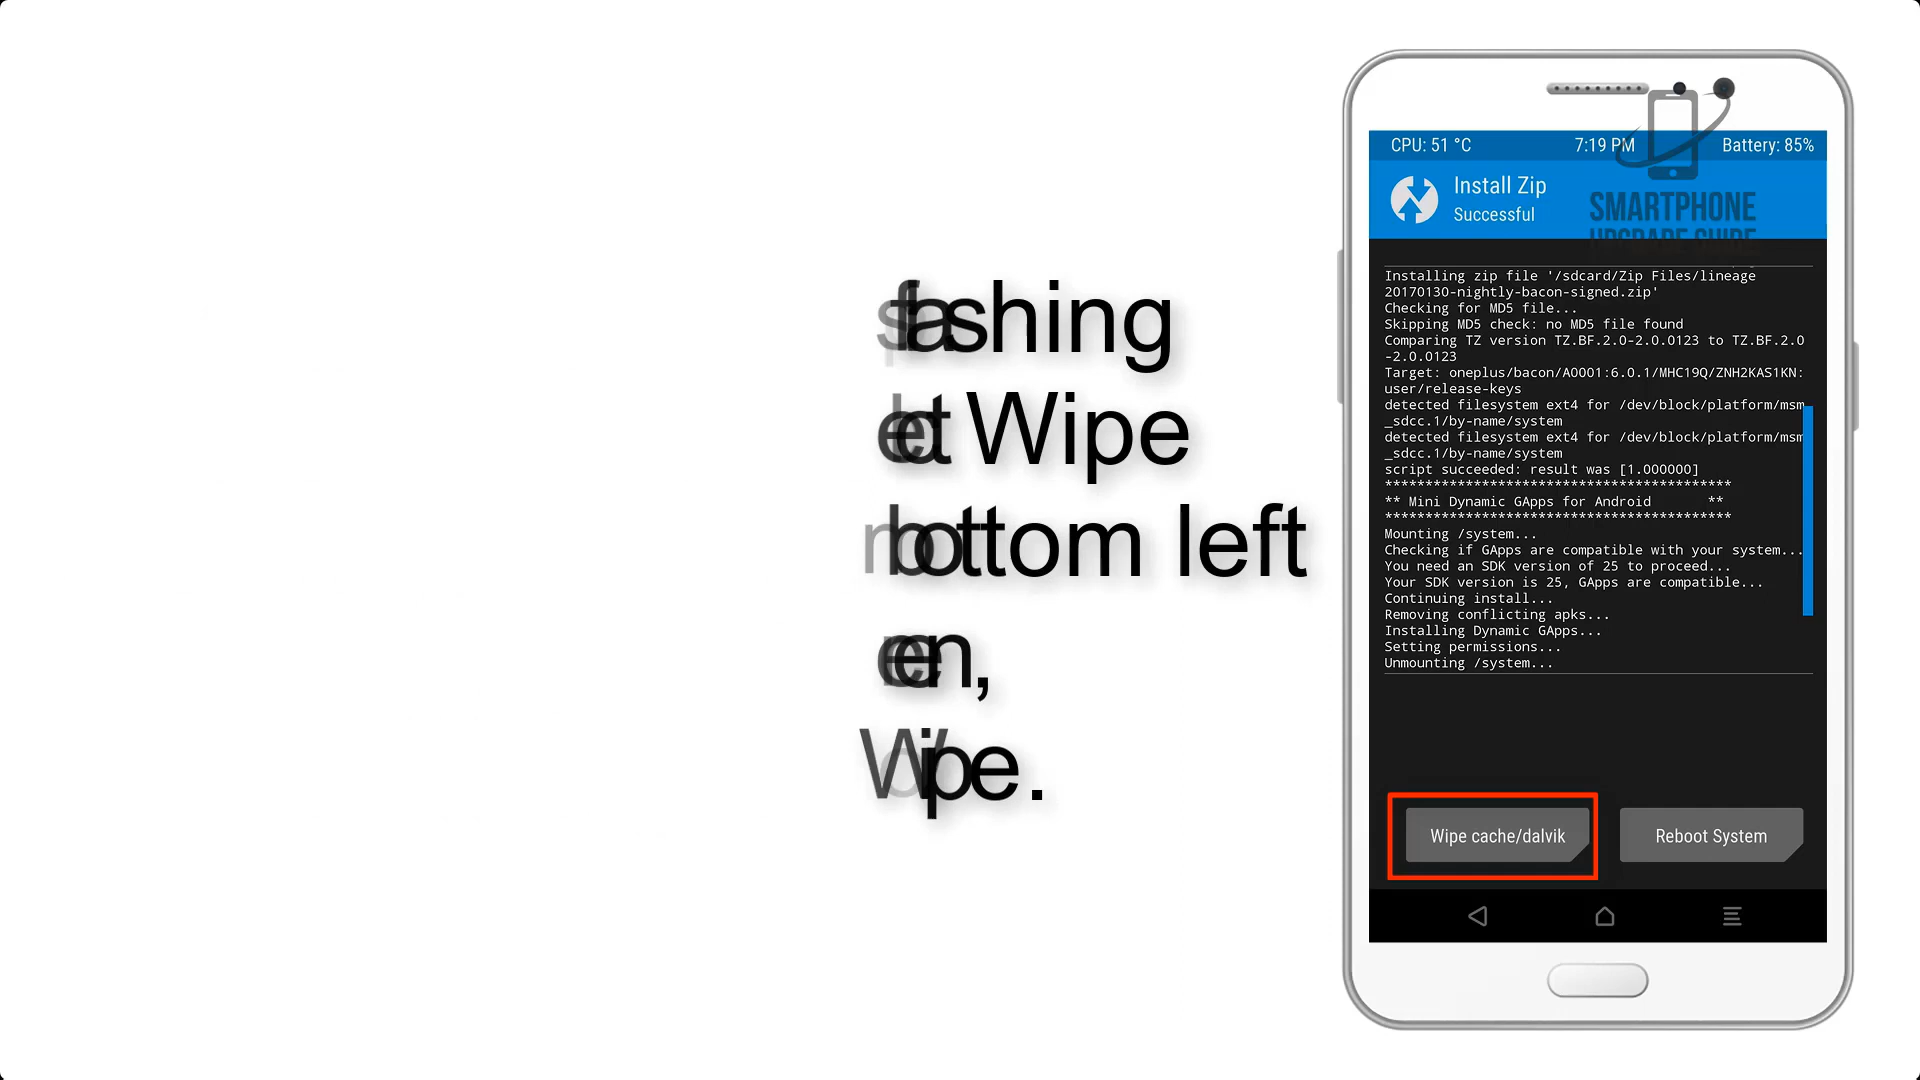 flashing
Wipe
bottom left
Wipe.
CPU: 51 °C 7:19 PM Battery: 85%
Install Zip
Successful
SMARTPHONE
UPGRADE GUIDE
Installing zip file '/sdcard/Zip Files/lineage
20170130-nightly-bacon-signed.zip'
Checking for MD5 file...
Skipping MD5 check: no MD5 file found
Comparing TZ version TZ.BF.2.0-2.0.0123 to TZ.BF.2.0
-2.0.0123
Target: oneplus/bacon/A0001:6.0.1/MHC19Q/ZNH2KAS1KN:
user/release-keys
detected filesystem ext4 for /dev/block/platform/msm
_sdcc.1/by-name/system
detected filesystem ext4 for /dev/block/platform/msm
_sdcc.1/by-name/system
script succeeded: result was [1.000000]
*******************************************
** Mini Dynamic GApps for Android **
*******************************************
Mounting /system...
Checking if GApps are compatible with your system...
You need an SDK version of 25 to proceed...
Your SDK version is 25, GApps are compatible...
Continuing install...
Removing conflicting apks...
Installing Dynamic GApps...
Setting permissions...
Unmounting /system...
Wipe cache/dalvik
Reboot System